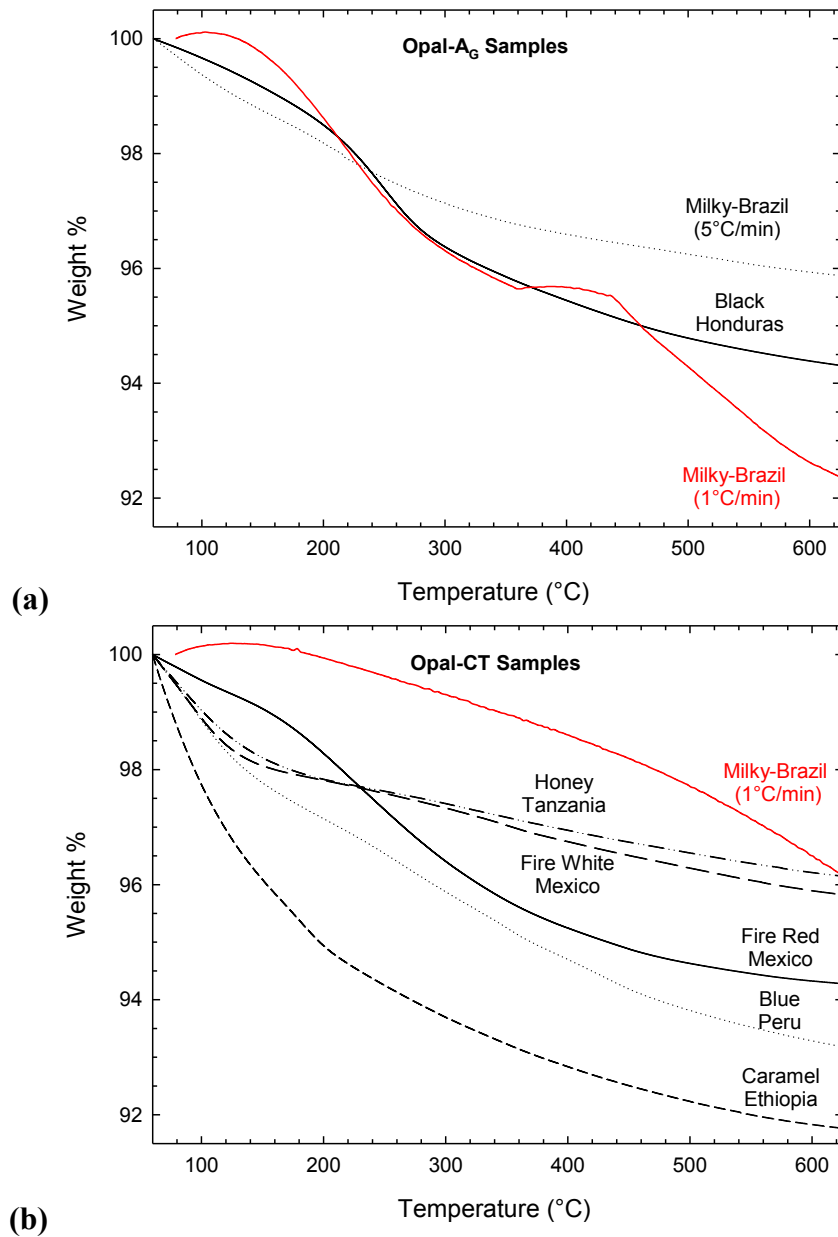 Opal-AG Samples
100
98
96
94
92
Weight %
Milky-Brazil
(5°C/min)
Black
Honduras
Milky-Brazil
(1°C/min)
100
200
300
400
500
600
Temperature (°C)
(a)
Opal-CT Samples
100
98
96
94
92
Weight %
Milky-Brazil
(1°C/min)
Honey
Tanzania
Fire White
Mexico
Fire Red
Mexico
Blue
Peru
Caramel
Ethiopia
100
200
300
400
500
600
Temperature (°C)
(b)